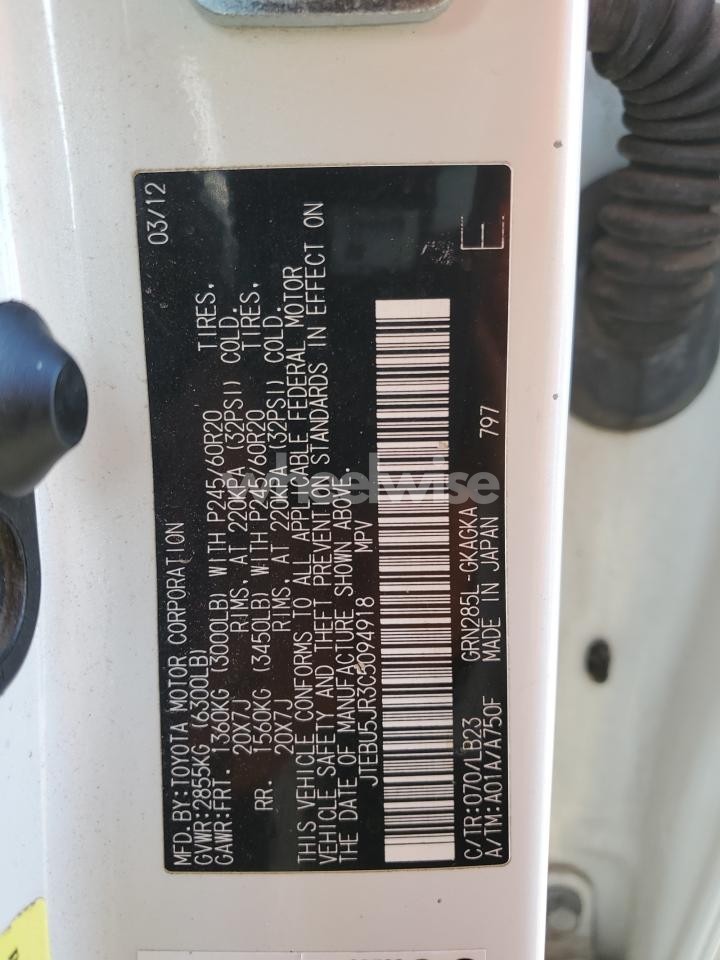 MFD.BY:TOYOTA MOTOR CORPORATION 03/12
GVWR:2855KG (6300LB)
GAWR:FRT. 1360KG (3000LB) WITH P245/60R20 TIRES,
20X7J RIMS, AT 220KPA (32PSI) COLD.
RR. 1560KG (3450LB) WITH P245/60R20 TIRES,
20X7J RIMS, AT 220KPA (32PSI) COLD.
THIS VEHICLE CONFORMS TO ALL APPLICABLE FEDERAL MOTOR
VEHICLE SAFETY AND THEFT PREVENTION STANDARDS IN EFFECT ON
THE DATE OF MANUFACTURE SHOWN ABOVE.
JTEBU5JR3C5094918 MPV
wheelwise
C/TR:070/LB23 GRN285L-GKAGKA 797
A/TM:A01A/A750F MADE IN JAPAN E